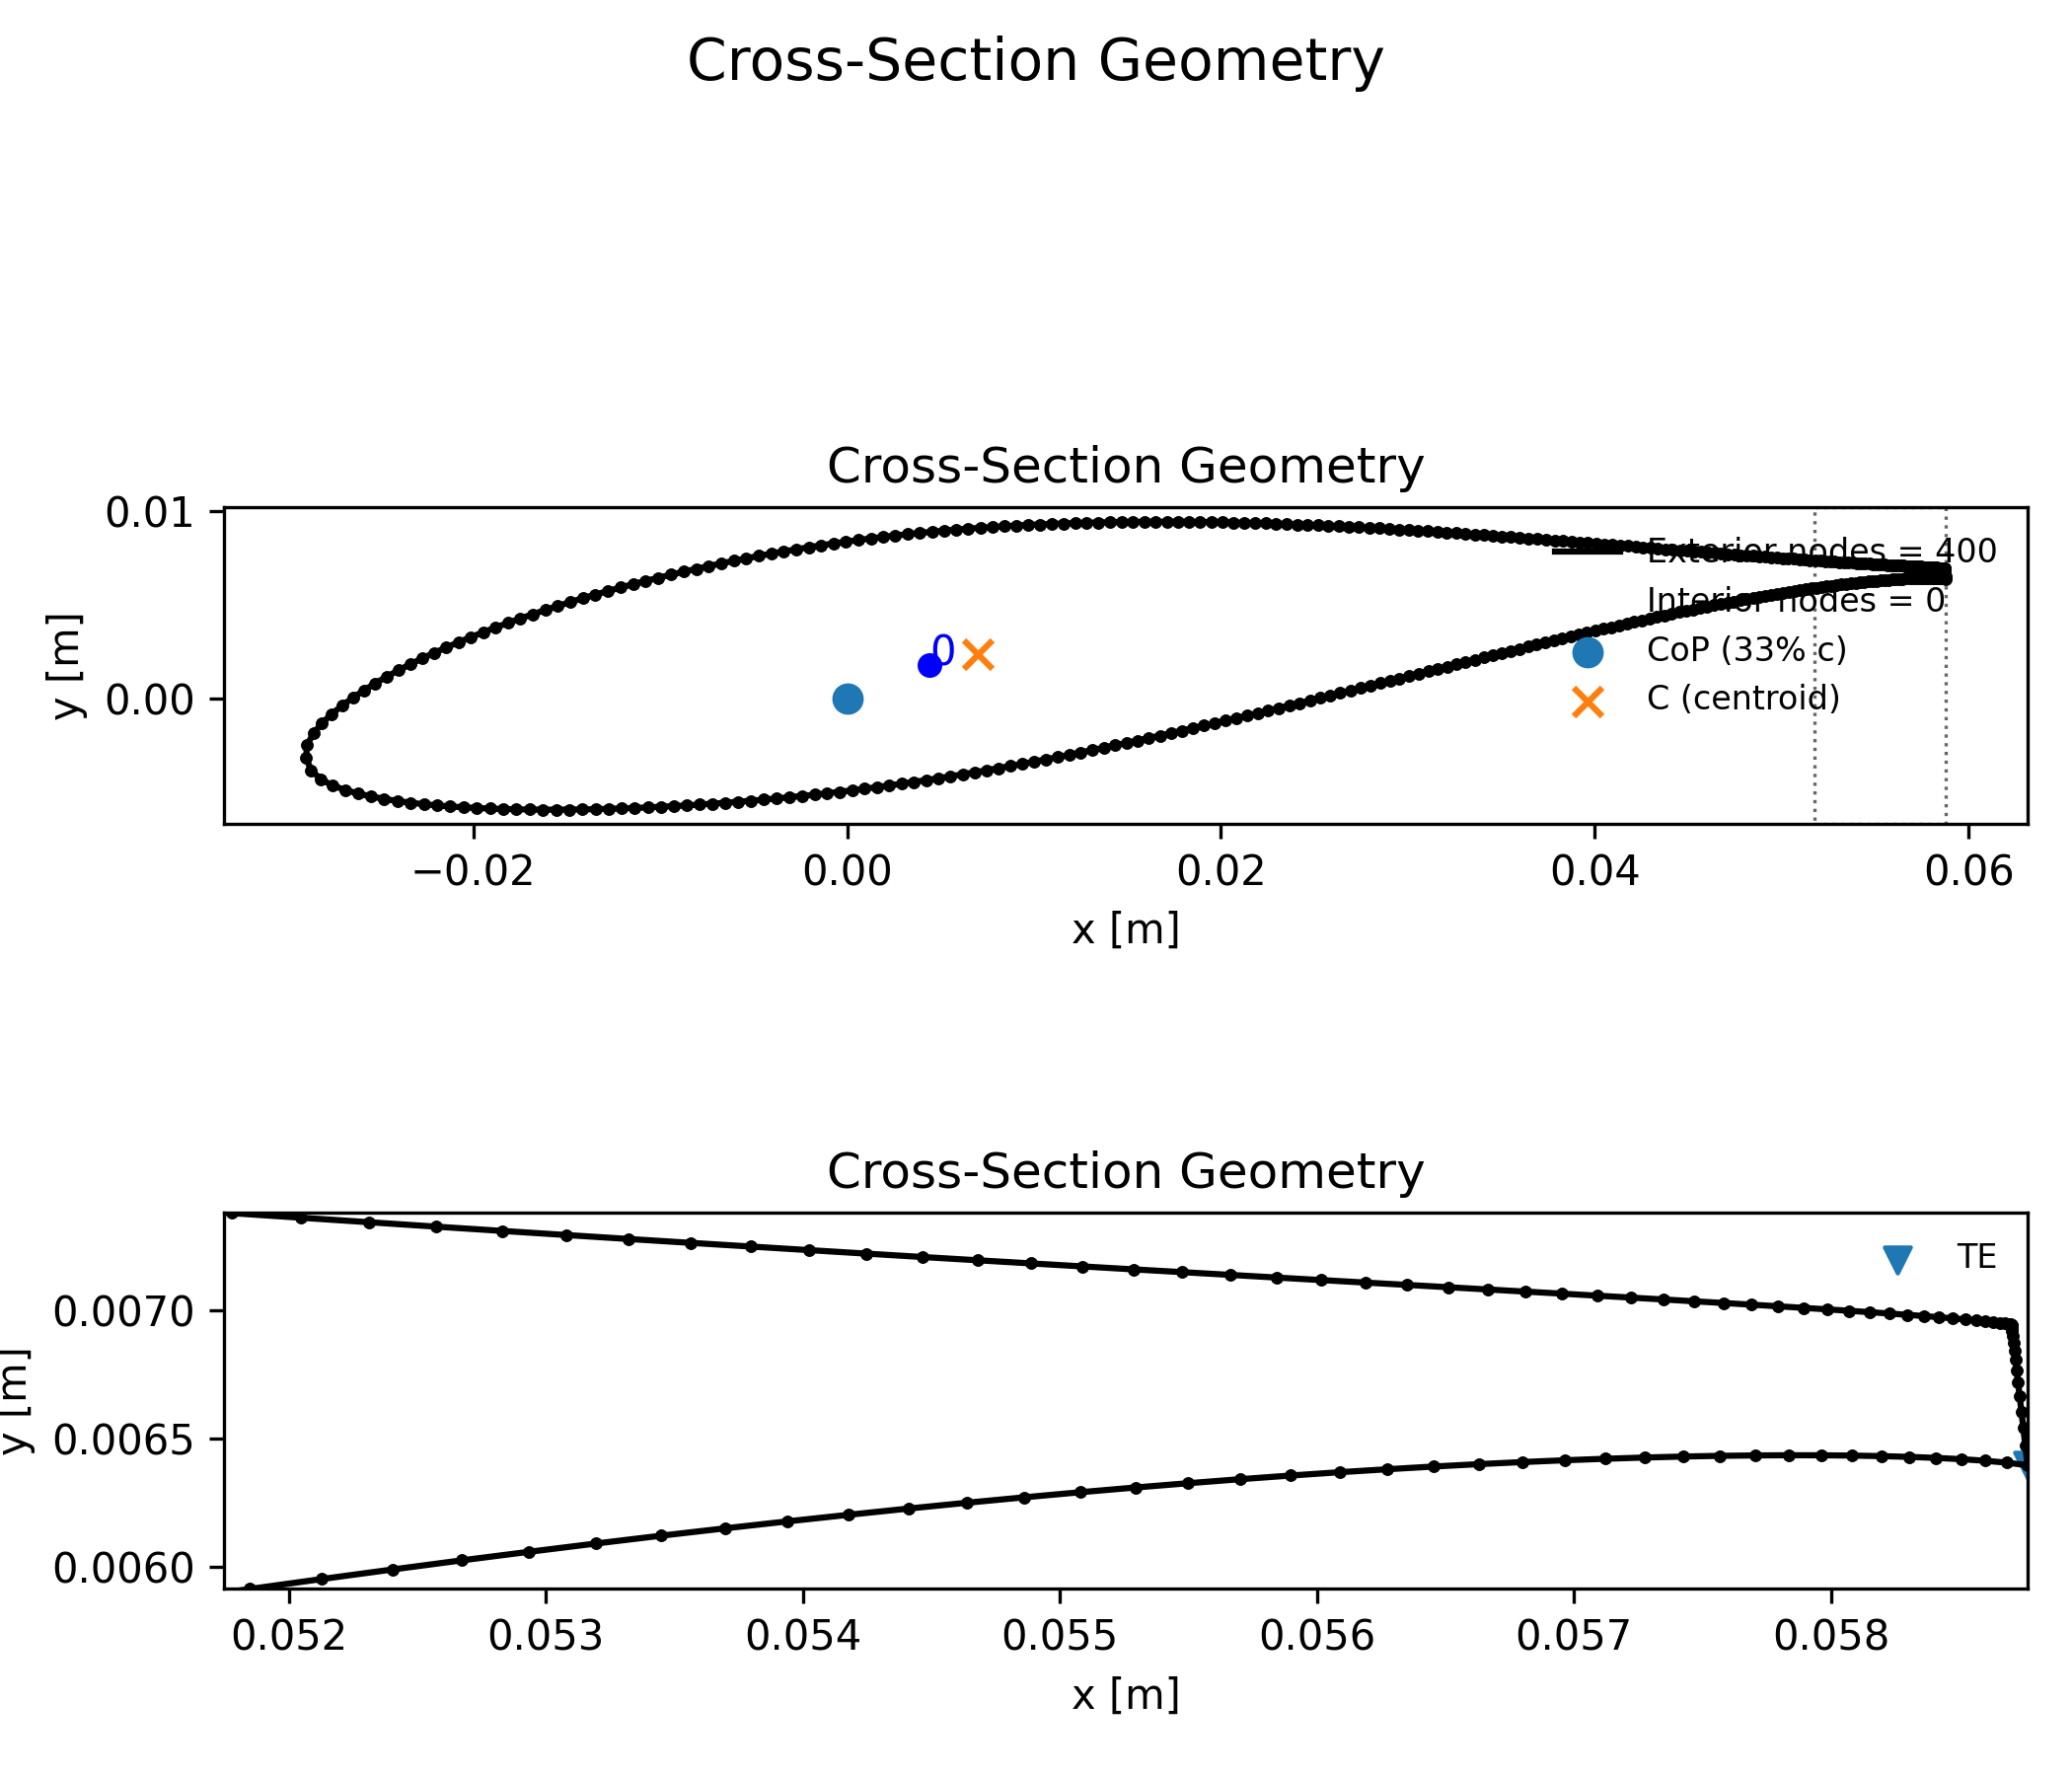 Cross-Section Geometry
Cross-Section Geometry
0.01
0.00
y [m]
Exterior nodes = 400
Interior nodes = 0
CoP (33% c)
C (centroid)
0
−0.02 0.00 0.02 0.04 0.06
x [m]
Cross-Section Geometry
TE
0.0070
0.0065
0.0060
y [m]
0.052 0.053 0.054 0.055 0.056 0.057 0.058
x [m]